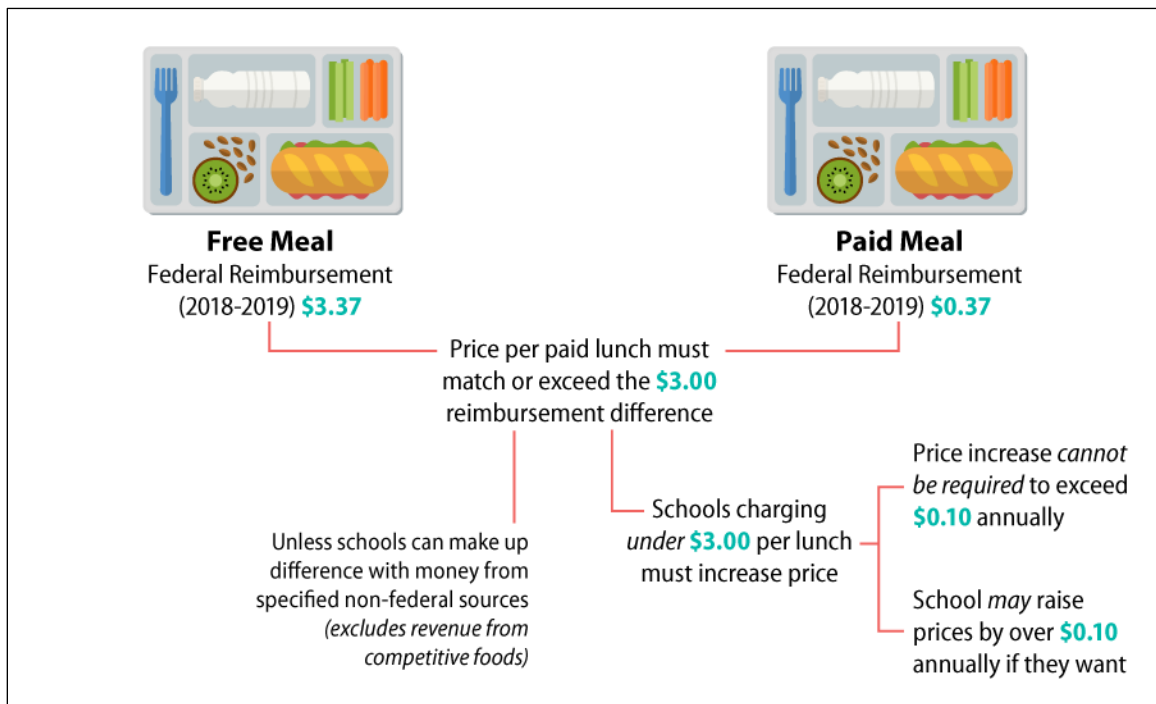 Free Meal
Federal Reimbursement
(2018-2019) $3.37
Paid Meal
Federal Reimbursement
(2018-2019) $0.37
Price per paid lunch must
match or exceed the $3.00
reimbursement difference
Unless schools can make up
difference with money from
specified non-federal sources
(excludes revenue from
competitive foods)
Schools charging
under $3.00 per lunch
must increase price
Price increase cannot
be required to exceed
$0.10 annually
School may raise
prices by over $0.10
annually if they want